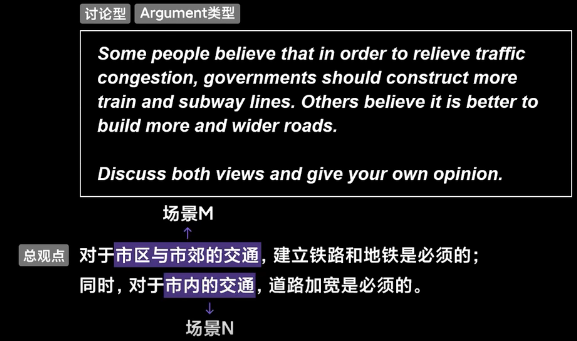 讨论型 Argument类型
Some people believe that in order to relieve traffic
congestion, governments should construct more
train and subway lines. Others believe it is better to
build more and wider roads.
Discuss both views and give your own opinion.
场景M
↑
总观点 对于市区与市郊的交通，建立铁路和地铁是必须的；
同时，对于市内的交通，道路加宽是必须的。
↓
场景N